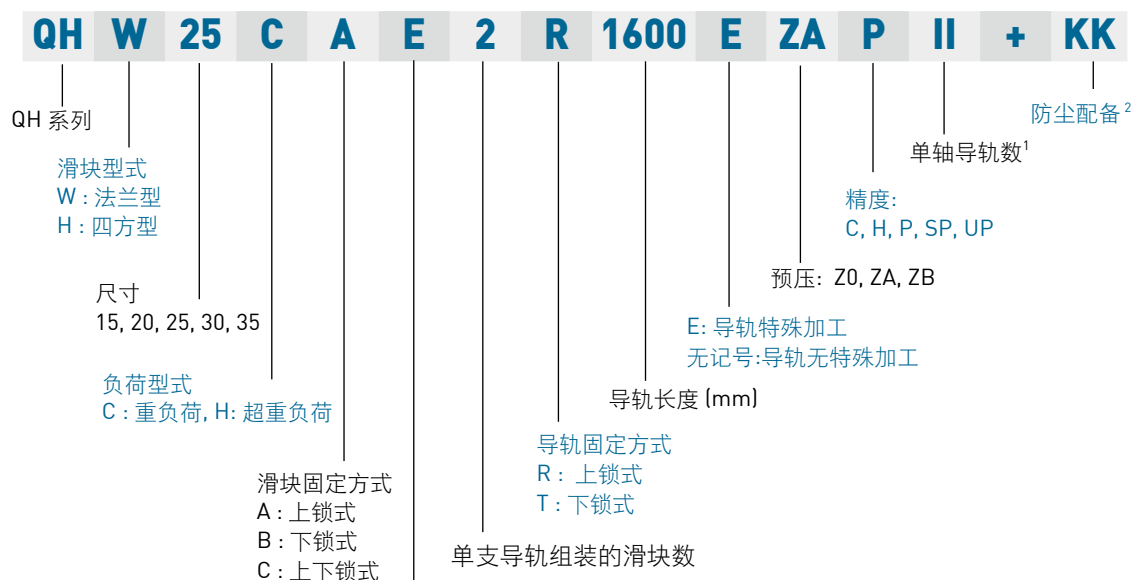 QH W 25 C A E 2 R 1600 E ZA P II + KK
QH 系列
防尘配备²
单轴导轨数¹
滑块型式
W : 法兰型
H : 四方型
精度:
C, H, P, SP, UP
预压: Z0, ZA, ZB
尺寸
15, 20, 25, 30, 35
E: 导轨特殊加工
无记号:导轨无特殊加工
负荷型式
C : 重负荷, H: 超重负荷
导轨长度 (mm)
导轨固定方式
R : 上锁式
T : 下锁式
滑块固定方式
A : 上锁式
B : 下锁式
C : 上下锁式
单支导轨组装的滑块数